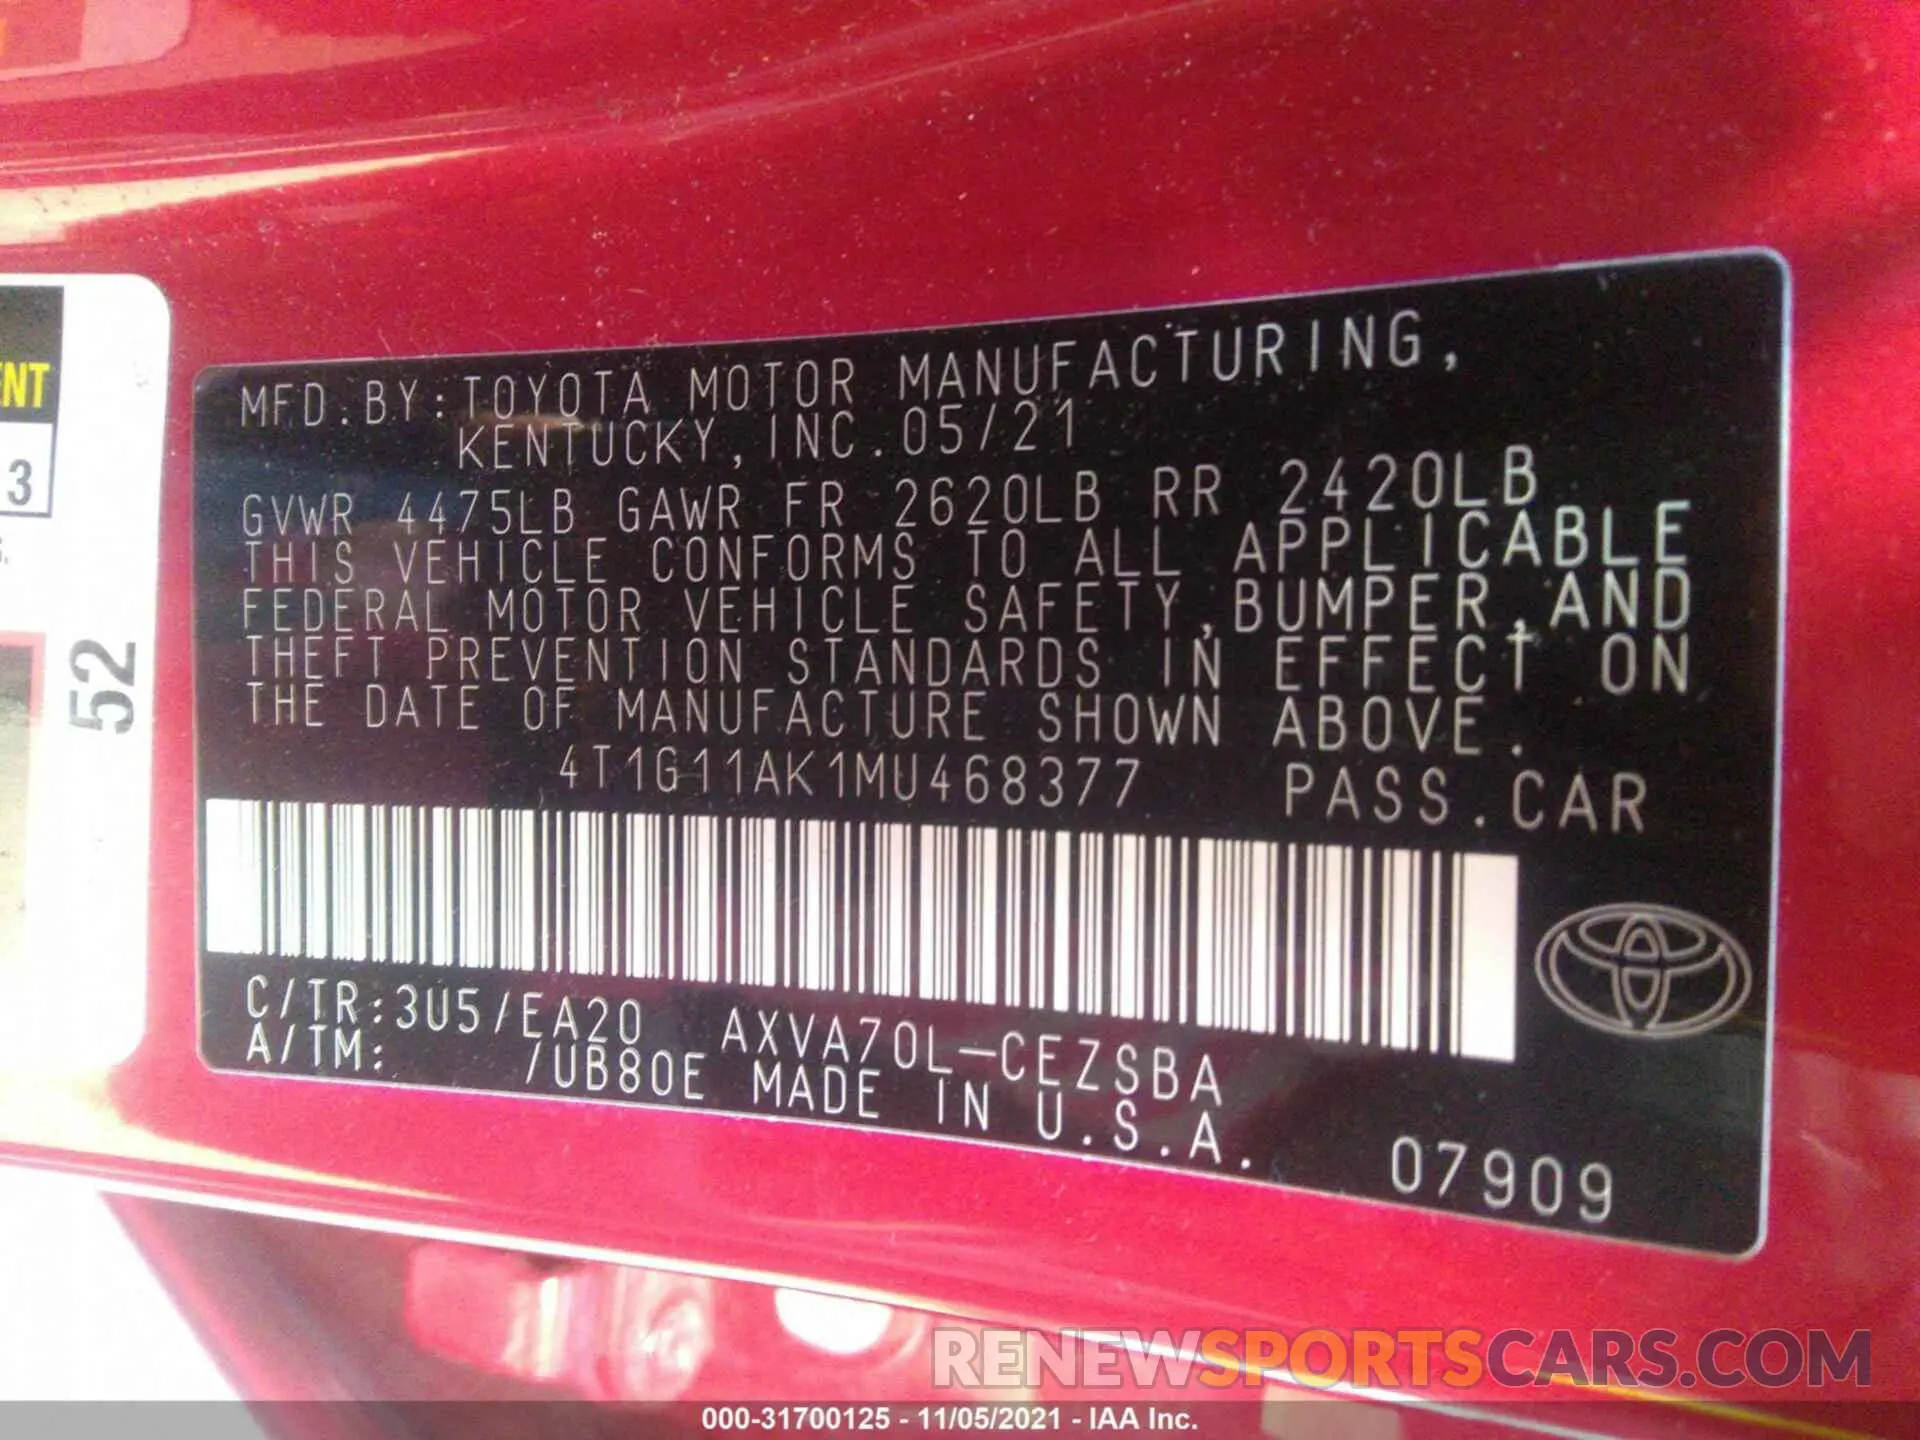 MFD.BY:TOYOTA MOTOR MANUFACTURING,
KENTUCKY,INC.05/21
GVWR 4475LB GAWR FR 2620LB RR 2420LB
THIS VEHICLE CONFORMS TO ALL APPLICABLE
FEDERAL MOTOR VEHICLE SAFETY,BUMPER,AND
THEFT PREVENTION STANDARDS IN EFFECT ON
THE DATE OF MANUFACTURE SHOWN ABOVE.
4T1G11AK1MU468377 PASS.CAR
C/TR:3U5/EA20 AXVA70L-CEZSBA
A/TM: /UB80E MADE IN U.S.A.
07909
ENT
3
52
RENEWSPORTSCARS.COM
000-31700125 - 11/05/2021 - IAA Inc.